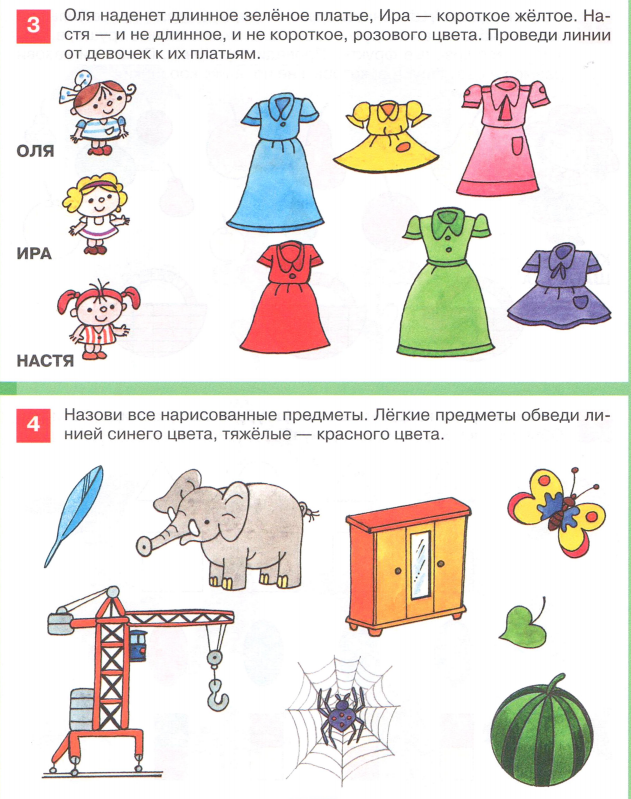 3
Оля наденет длинное зелёное платье, Ира — короткое жёлтое. На-
стя — и не длинное, и не короткое, розового цвета. Проведи линии
от девочек к их платьям.
ОЛЯ
ИРА
НАСТЯ
4
Назови все нарисованные предметы. Лёгкие предметы обведи ли-
нией синего цвета, тяжёлые — красного цвета.